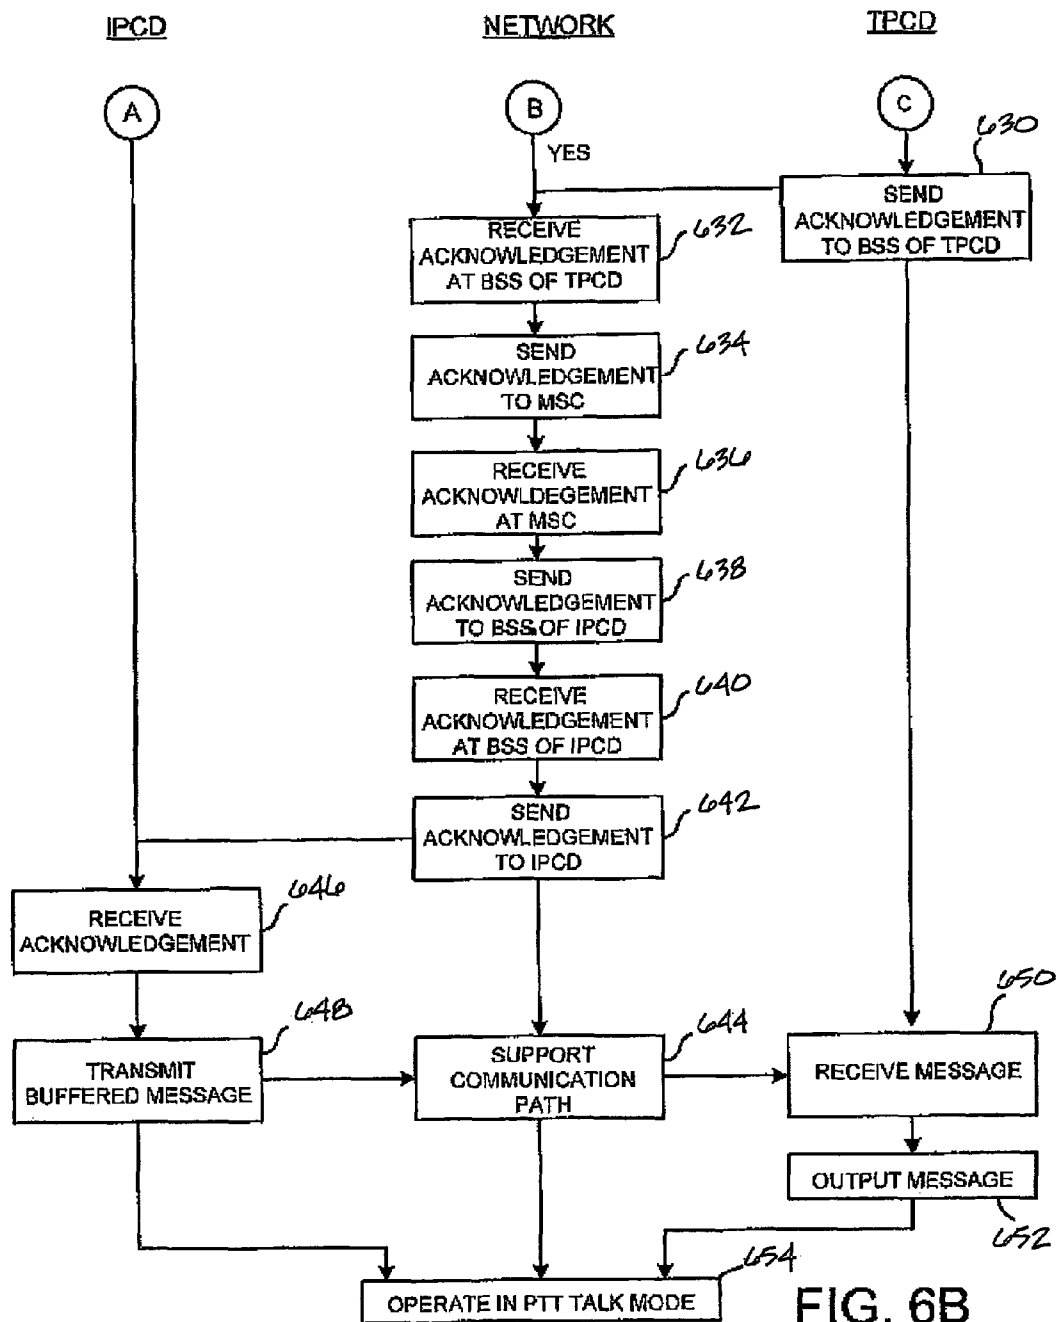 IPCD
NETWORK
TPCD
A
B
C
YES
630
SEND
ACKNOWLEDGEMENT
TO BSS OF TPCD
632
RECEIVE
ACKNOWLEDGEMENT
AT BSS OF TPCD
634
SEND
ACKNOWLEDGEMENT
TO MSC
636
RECEIVE
ACKNOWLDEGEMENT
AT MSC
638
SEND
ACKNOWLEDGEMENT
TO BSS OF IPCD
640
RECEIVE
ACKNOWLEDGEMENT
AT BSS OF IPCD
642
SEND
ACKNOWLEDGEMENT
TO IPCD
646
RECEIVE
ACKNOWLEDGEMENT
648
TRANSMIT
BUFFERED MESSAGE
644
SUPPORT
COMMUNICATION
PATH
650
RECEIVE MESSAGE
OUTPUT MESSAGE
652
654
OPERATE IN PTT TALK MODE
FIG. 6B